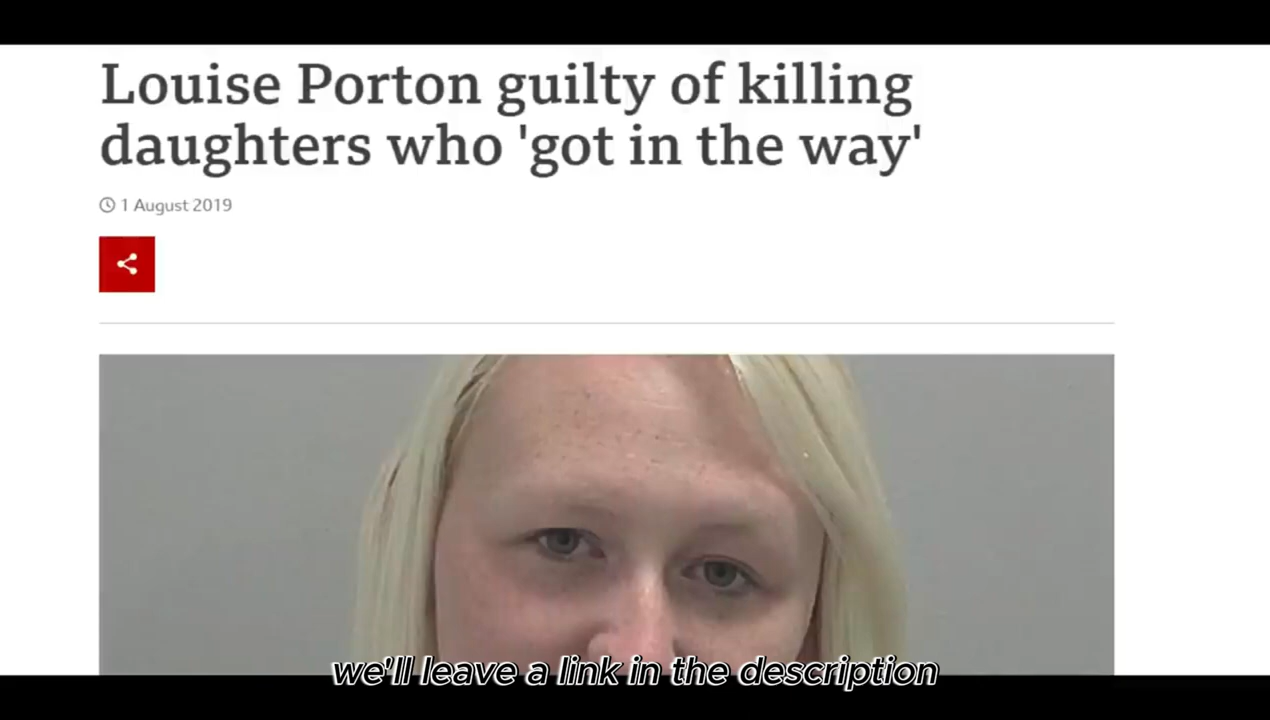 Louise Porton guilty of killing
daughters who 'got in the way'
1 August 2019
we'll leave a link in the description